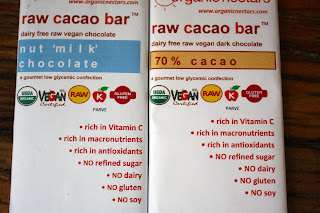 raw cacao bar™
dairy free raw vegan chocolate
nut 'milk'
chocolate
a gourmet low glycemic confection
USDA
ORGANIC
VEGAN
Certified
RAW
K
PARVE
GLUTEN
FREE
• rich in Vitamin C
• rich in macronutrients
• rich in antioxidants
• NO refined sugar
• NO dairy
• NO gluten
• NO soy
organicnectars
www.organicnectars.com
raw cacao bar™
dairy free raw vegan dark chocolate
70% cacao
a gourmet low glycemic confection
USDA
ORGANIC
VEGAN
Certified
RAW
K
PARVE
GLUTEN
FREE
• rich in Vitamin C
• rich in macronutrients
• rich in antioxidants
• NO refined sugar
• NO dairy
• NO gluten
• NO soy